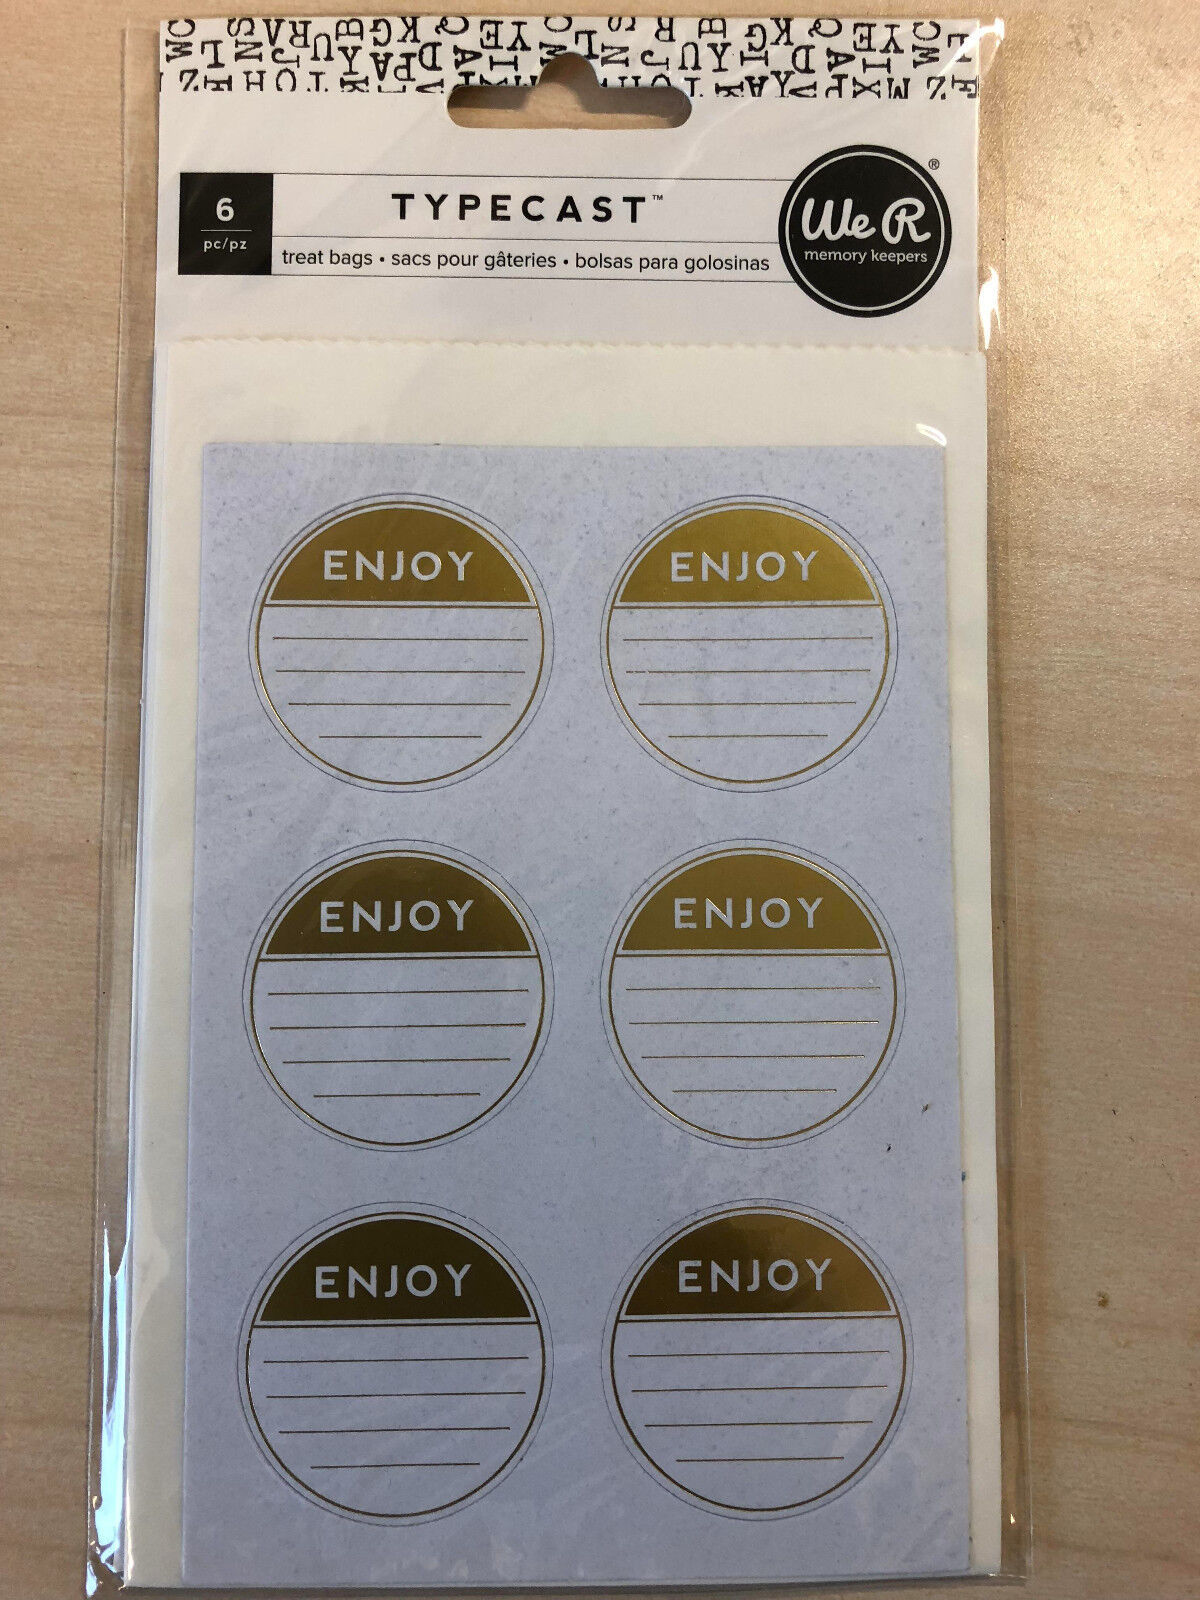 6
pc/pz
TYPECAST™
treat bags • sacs pour gâteries • bolsas para golosinas
We R®
memory keepers
ENJOY
ENJOY
ENJOY
ENJOY
ENJOY
ENJOY